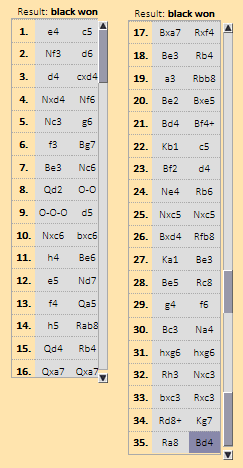 Result: black won
1. e4 c5
2. Nf3 d6
3. d4 cxd4
4. Nxd4 Nf6
5. Nc3 g6
6. f3 Bg7
7. Be3 Nc6
8. Qd2 O-O
9. O-O-O d5
10. Nxc6 bxc6
11. h4 Be6
12. e5 Nd7
13. f4 Qa5
14. h5 Rab8
15. Qd4 Rb4
16. Qxa7 Qxa7
Result: black won
17. Bxa7 Rxf4
18. Be3 Rb4
19. a3 Rbb8
20. Be2 Bxe5
21. Bd4 Bf4+
22. Kb1 c5
23. Bf2 d4
24. Ne4 Rb6
25. Nxc5 Nxc5
26. Bxd4 Rfb8
27. Ka1 Be3
28. Be5 Rc8
29. g4 f6
30. Bc3 Na4
31. hxg6 hxg6
32. Rh3 Nxc3
33. bxc3 Rxc3
34. Rd8+ Kg7
35. Ra8 Bd4